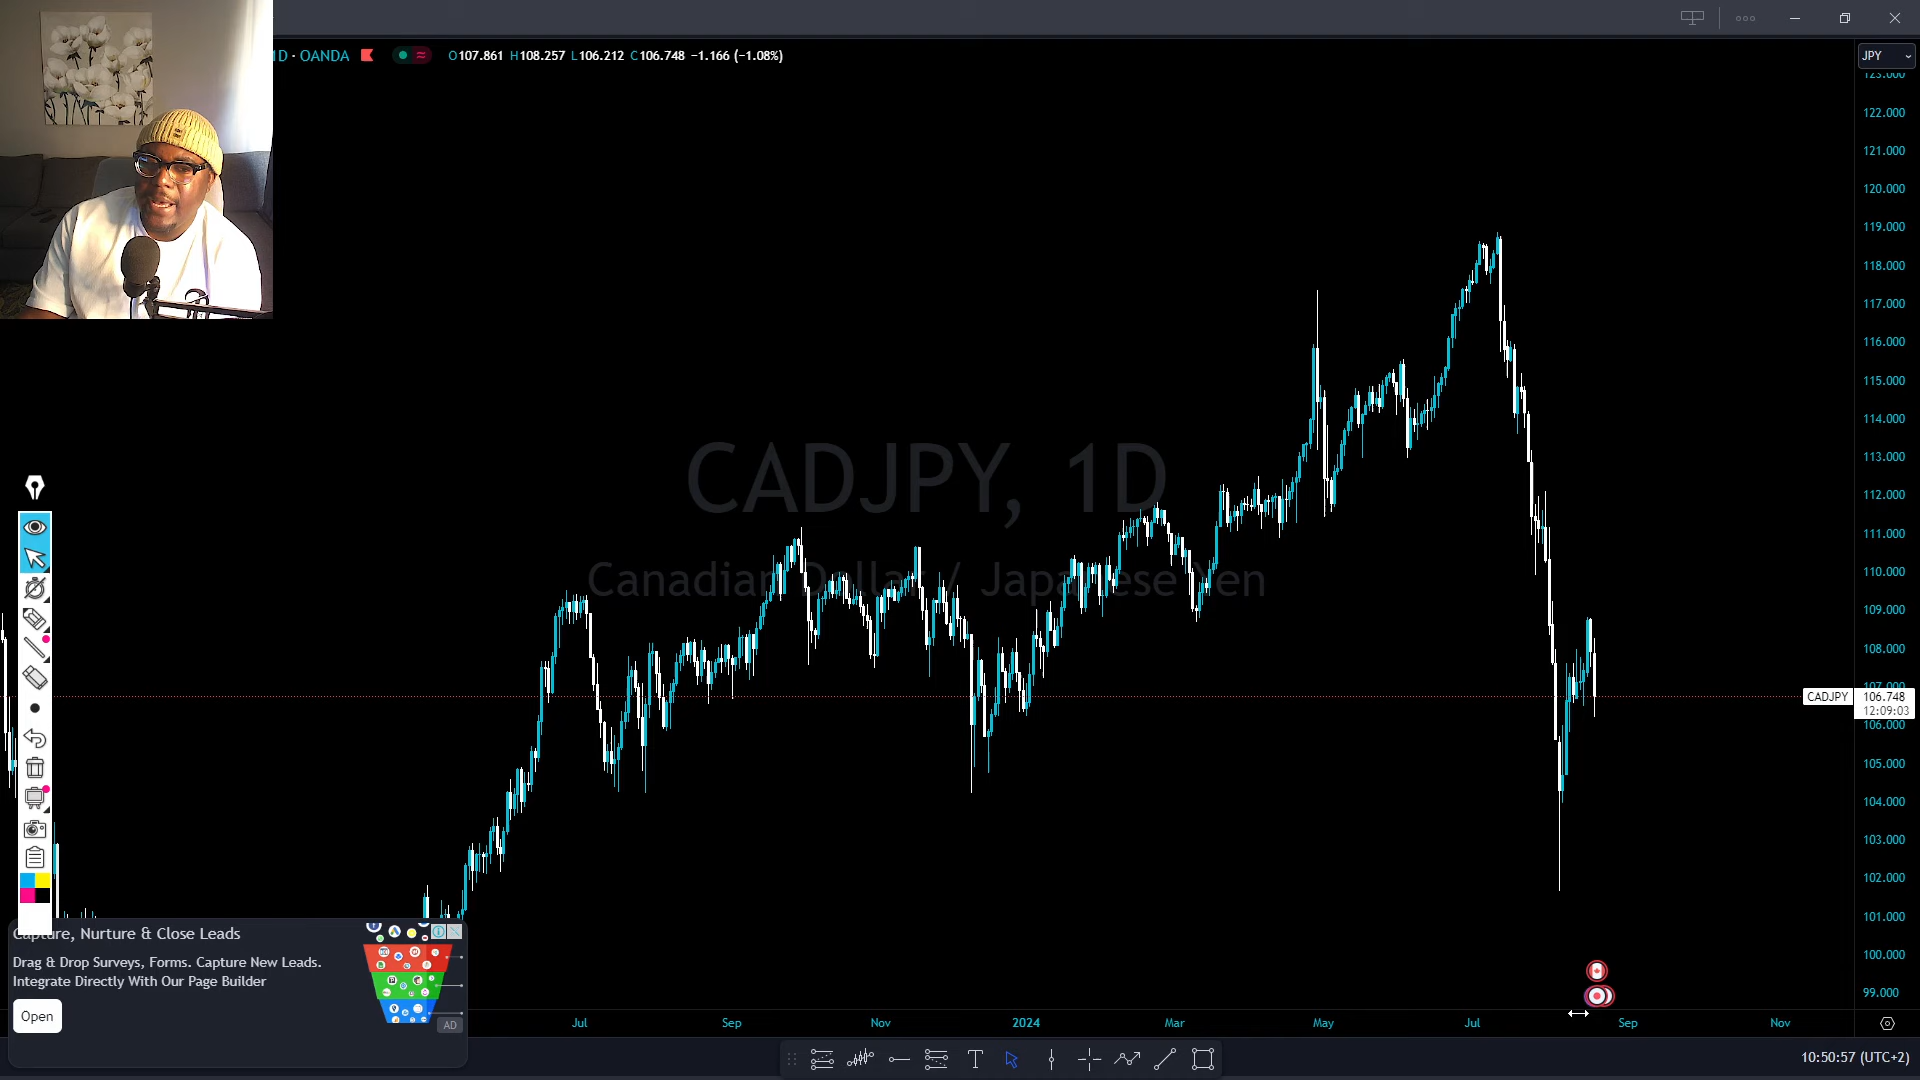 1D · OANDA O107.861 H108.257 L106.212 C106.748 −1.166 (−1.08%)
JPY
123.000
122.000
121.000
120.000
119.000
118.000
117.000
116.000
115.000
114.000
113.000
112.000
111.000
110.000
109.000
108.000
107.000
CADJPY 106.748
12:09:03
106.000
105.000
104.000
103.000
102.000
101.000
100.000
99.000
CADJPY, 1D
Canadian Dollar / Japanese Yen
Capture, Nurture & Close Leads
Drag & Drop Surveys, Forms. Capture New Leads.
Integrate Directly With Our Page Builder
Open
AD
Jul Sep Nov 2024 Mar May Jul Sep Nov
10:50:57 (UTC+2)